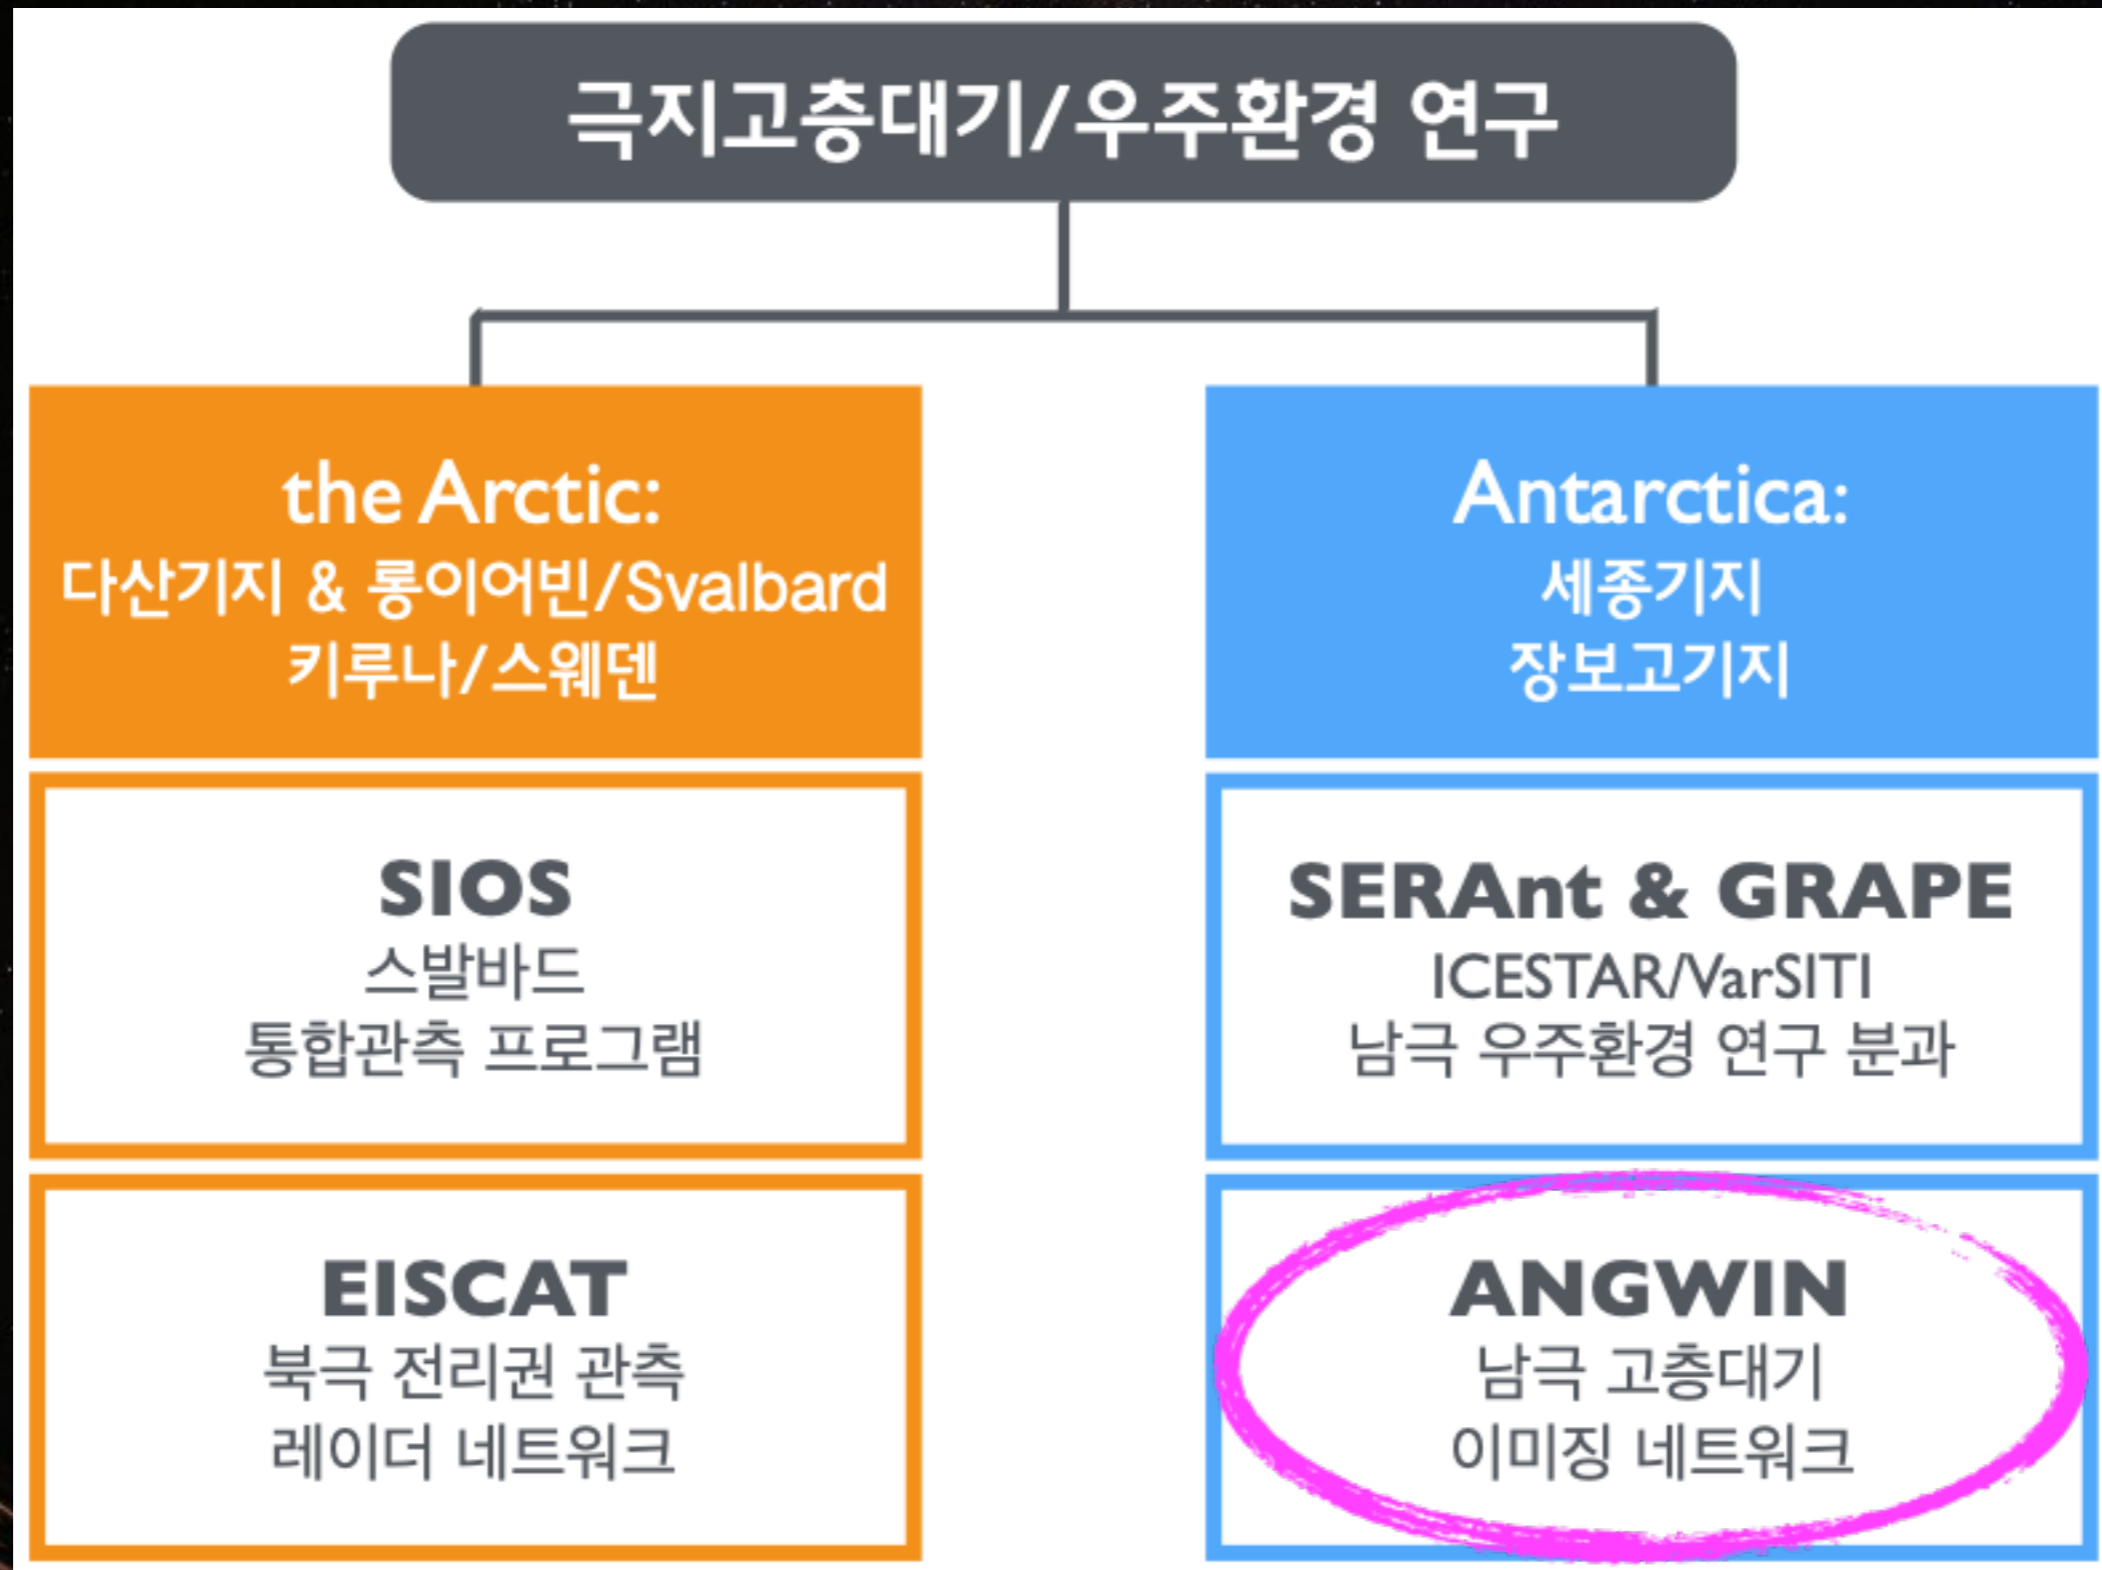 극지고층대기/우주환경 연구
the Arctic:
다산기지 & 롱이어빈/Svalbard
키루나/스웨덴
SIOS
스발바드
통합관측 프로그램
EISCAT
북극 전리권 관측
레이더 네트워크
Antarctica:
세종기지
장보고기지
SERAnt & GRAPE
ICESTAR/VarSITI
남극 우주환경 연구 분과
ANGWIN
남극 고층대기
이미징 네트워크